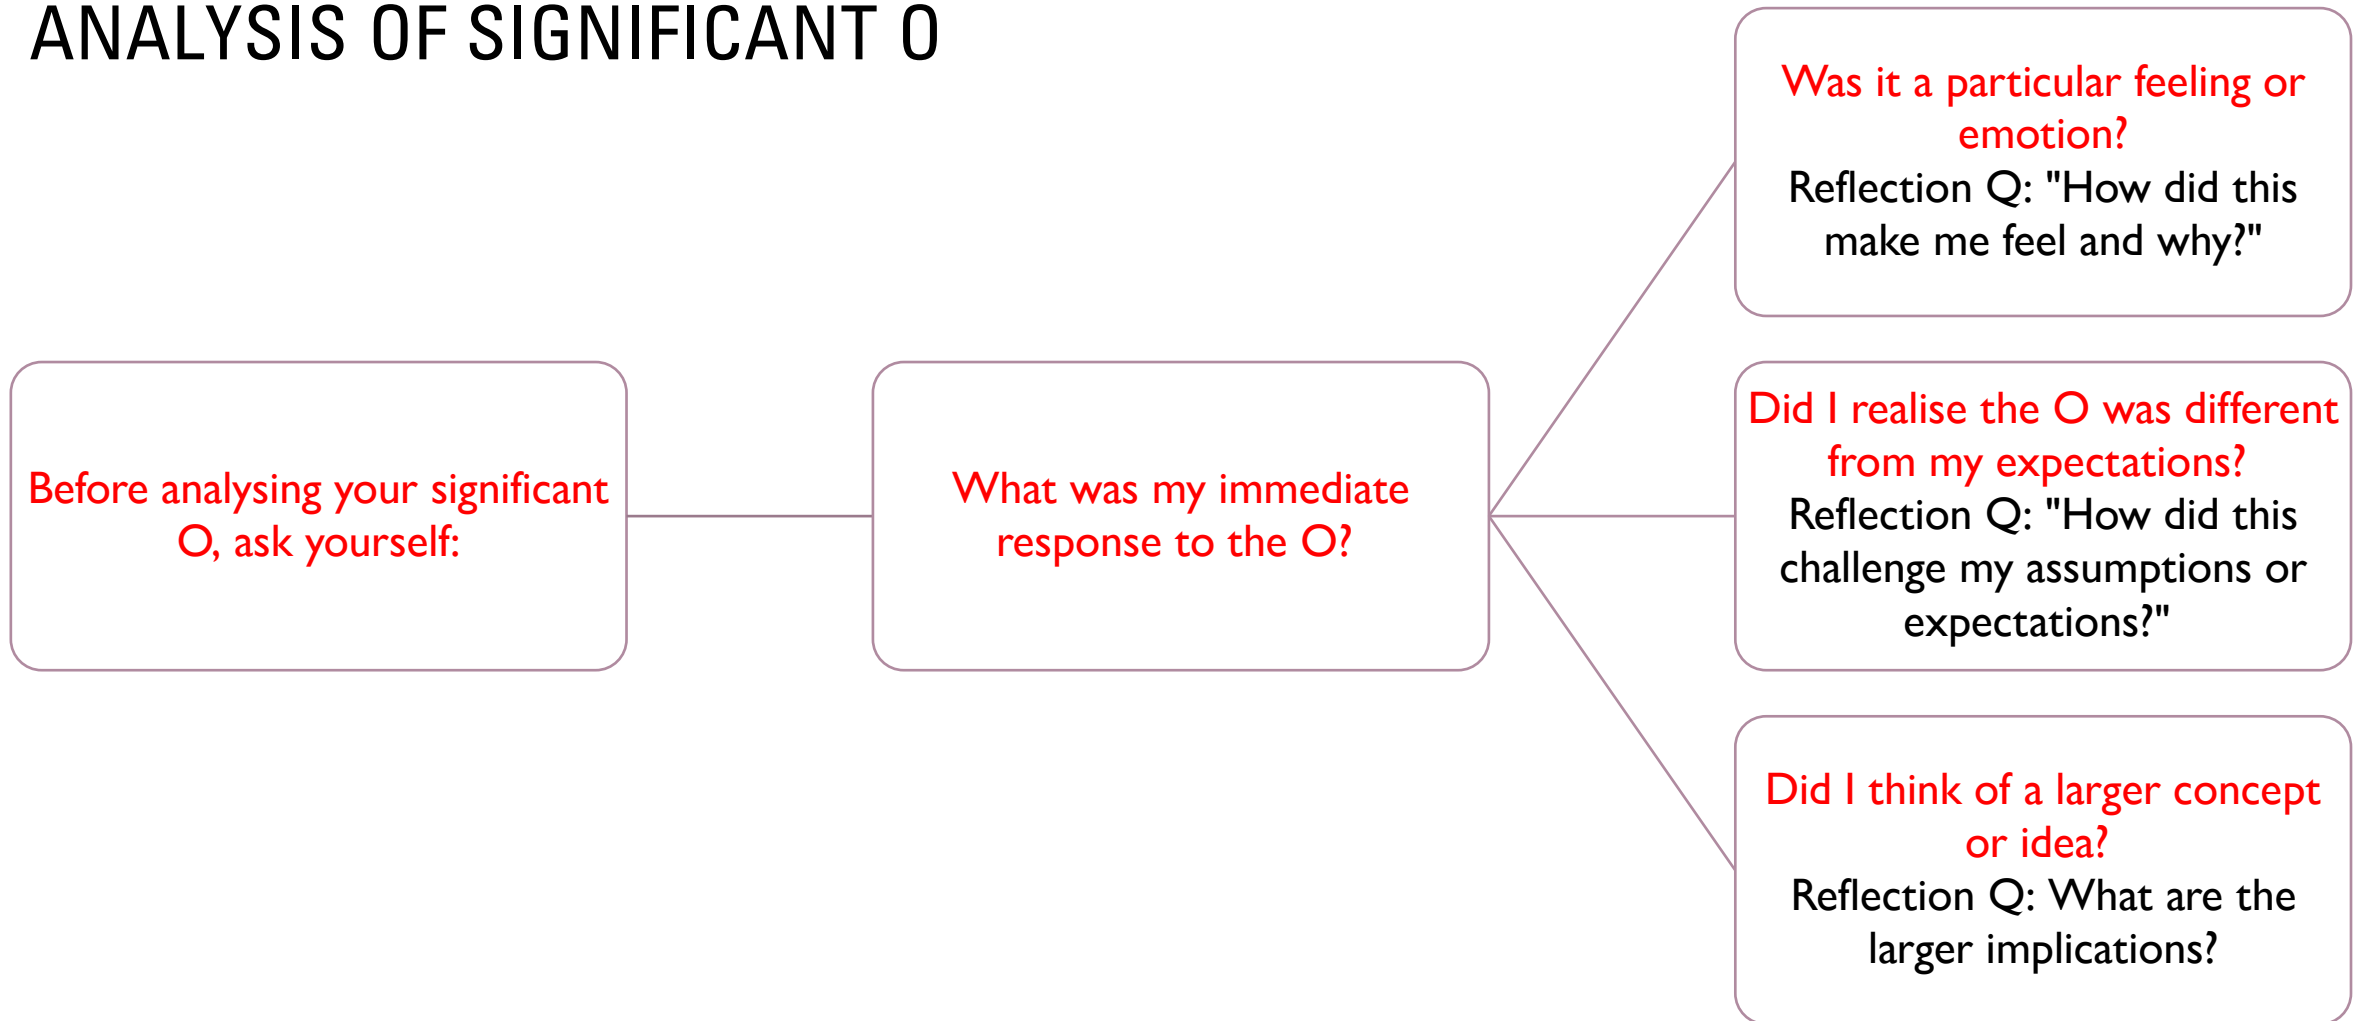 ANALYSIS OF SIGNIFICANT O
Before analysing your significant
O, ask yourself:
What was my immediate
response to the O?
Was it a particular feeling or
emotion?
Reflection Q: "How did this
make me feel and why?"
Did I realise the O was different
from my expectations?
Reflection Q: "How did this
challenge my assumptions or
expectations?"
Did I think of a larger concept
or idea?
Reflection Q: What are the
larger implications?